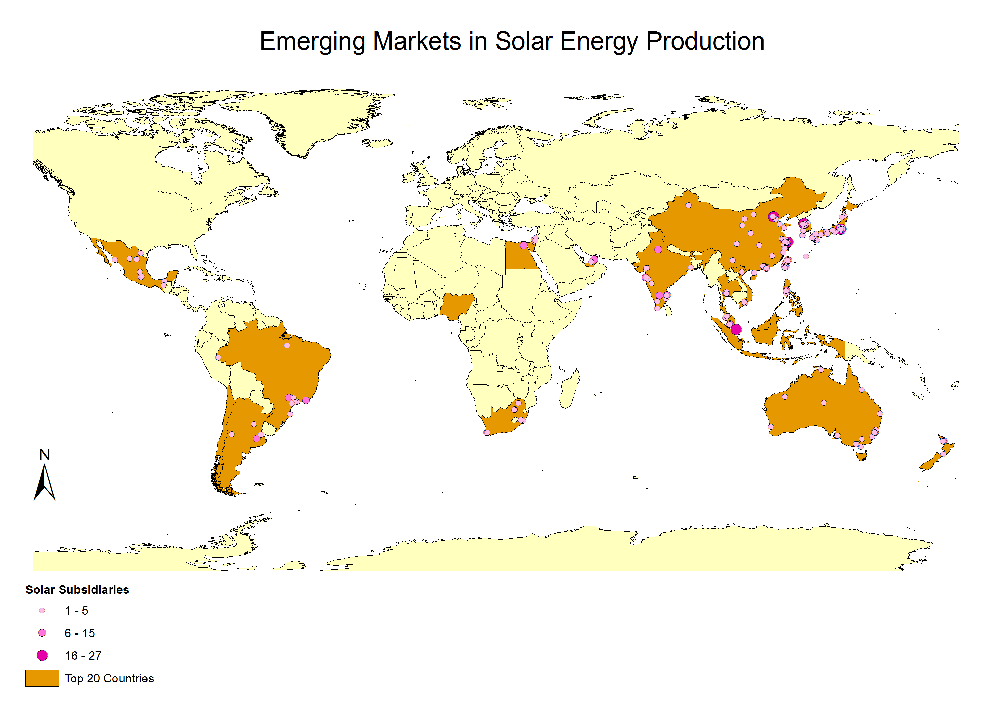 Emerging Markets in Solar Energy Production
N
Solar Subsidiaries
1 - 5
6 - 15
16 - 27
Top 20 Countries